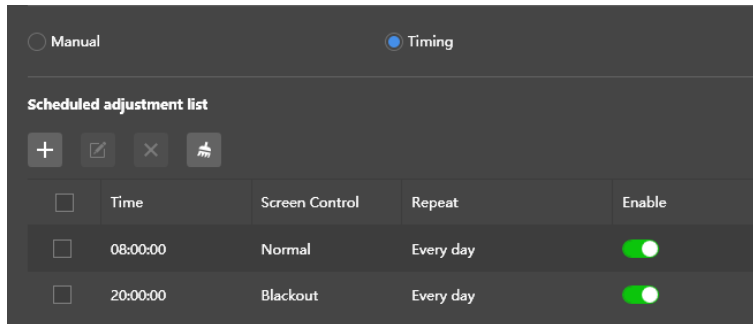 Manual Timing
Scheduled adjustment list
Time Screen Control Repeat Enable
08:00:00 Normal Every day
20:00:00 Blackout Every day